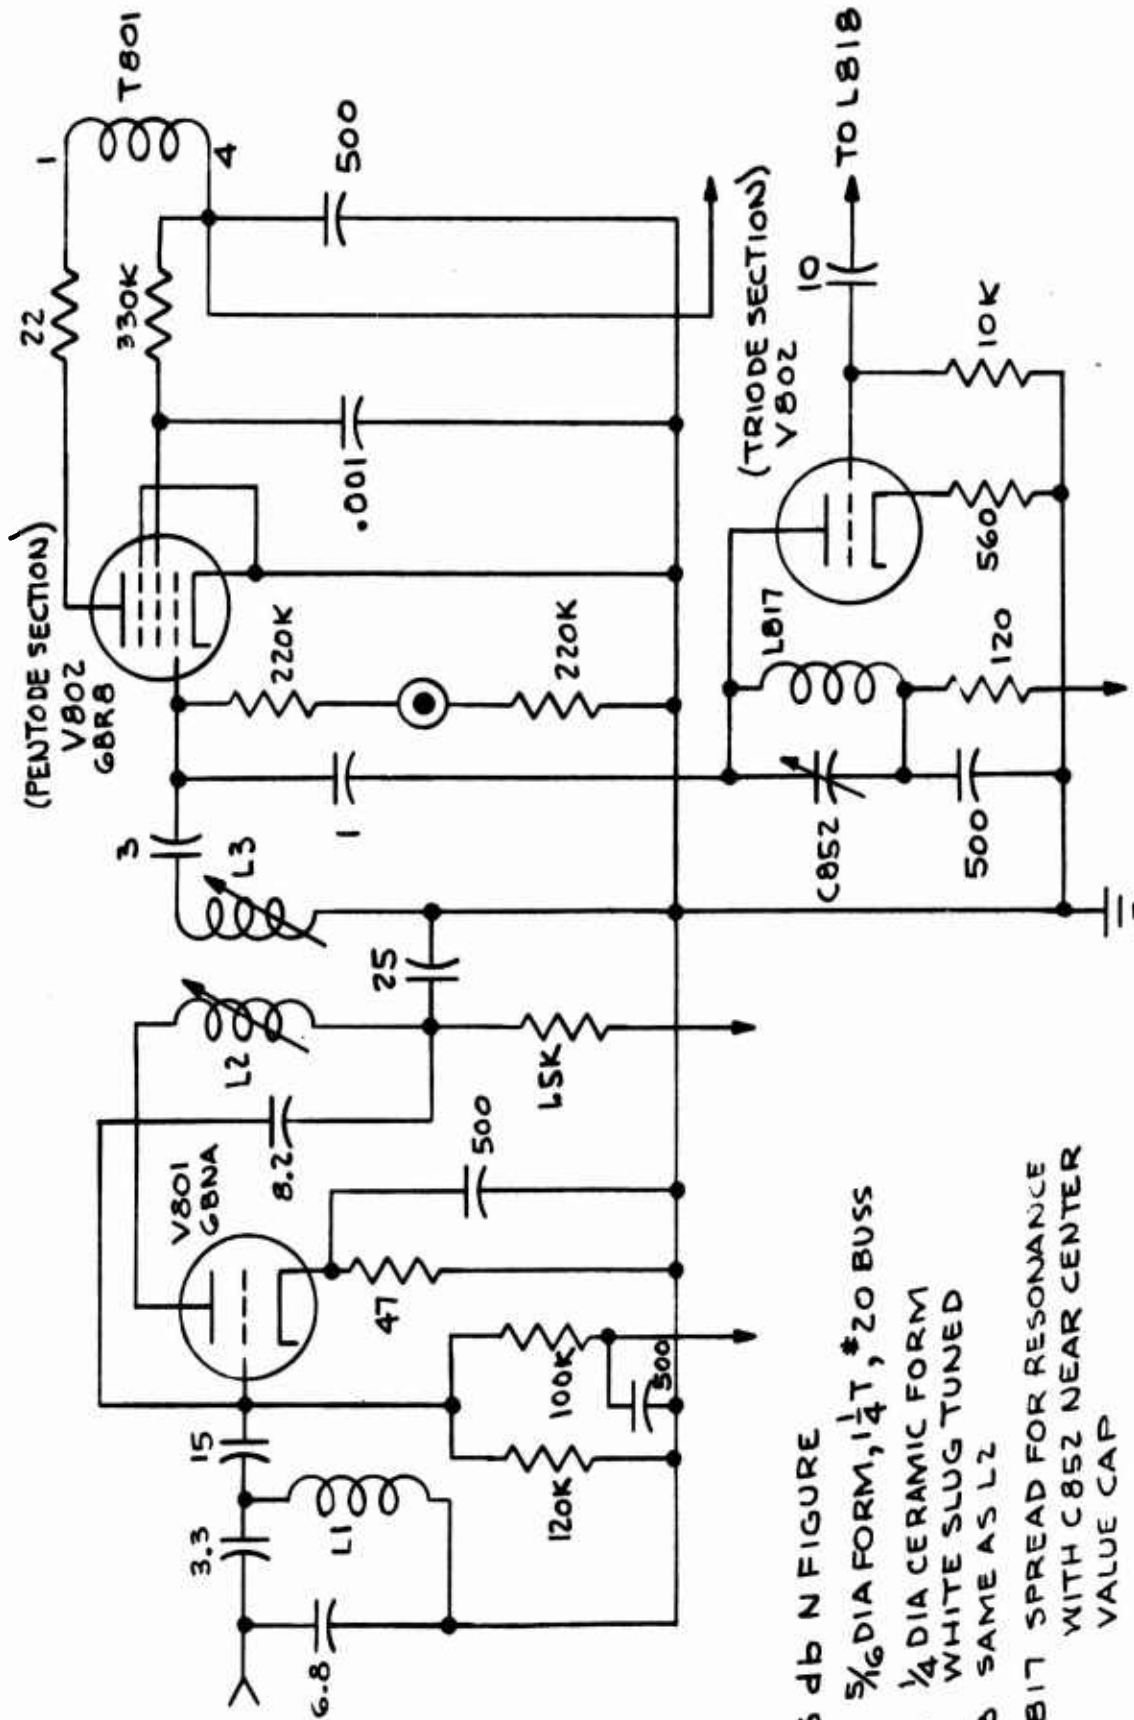 (PENTODE SECTION)
V802
6BR8
22
1
T801
4
330K
500
.001
3
L3
L2
V801
6BNA
8.2
15
3.3
L1
6.8
220K
220K
1
25
500
47
100K
500
120K
(TRIODE SECTION)
V802
10
TO L818
L817
C852
500
120
560
10K
db N FIGURE
5/16 DIA FORM, 1 1/4 T, #20 BUSS
1/4 DIA CERAMIC FORM
WHITE SLUG TUNED
SAME AS L2
817 SPREAD FOR RESONANCE
WITH C852 NEAR CENTER
VALUE CAP